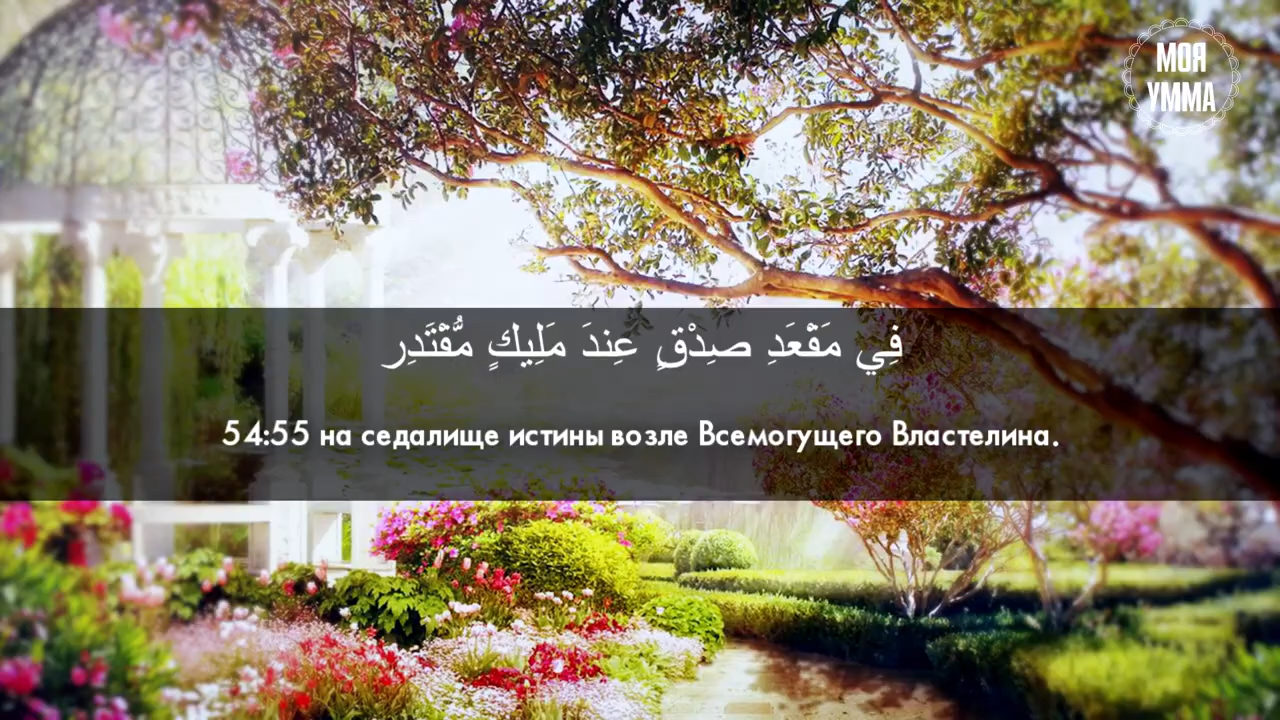 МОЯ
УММА
فِي مَقْعَدِ صِدْقٍ عِندَ مَلِيكٍ مُّقْتَدِر
54:55 на седалище истины возле Всемогущего Властелина.